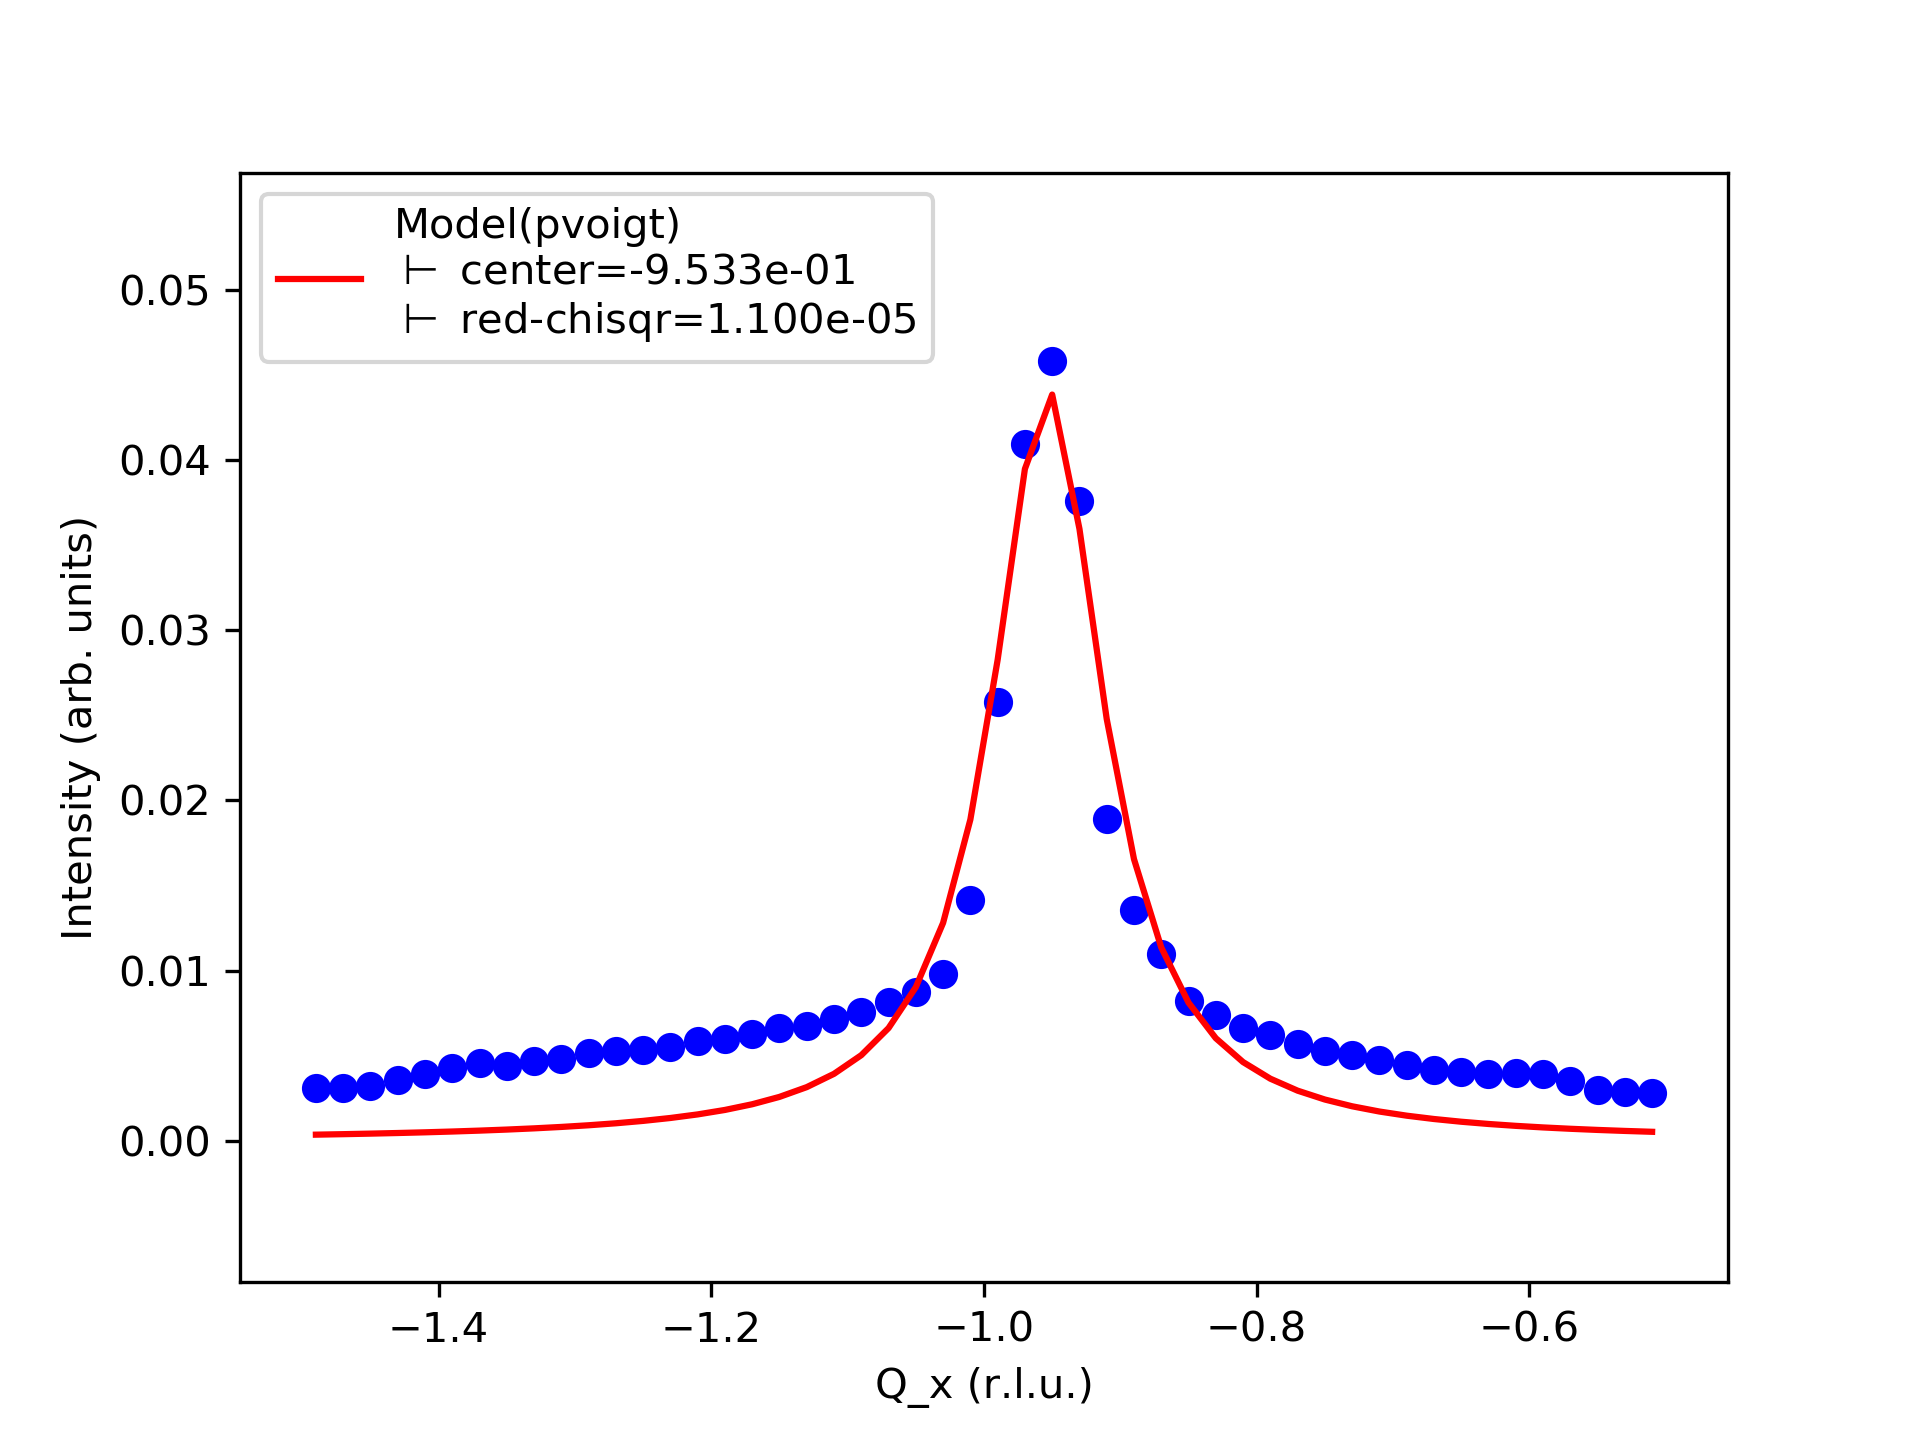 Model(pvoigt)
⊢ center=-9.533e-01
⊢ red-chisqr=1.100e-05
0.05
0.04
0.03
0.02
0.01
0.00
Intensity (arb. units)
−1.4 −1.2 −1.0 −0.8 −0.6
Q_x (r.l.u.)